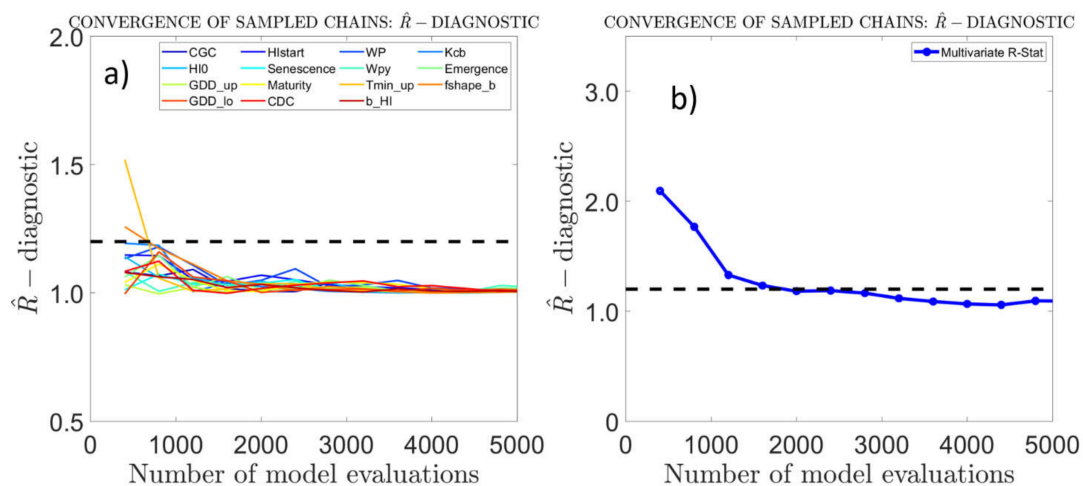 CONVERGENCE OF SAMPLED CHAINS: R̂ − DIAGNOSTIC
2.0
1.5
1.0
0.5
R̂ − diagnostic
a)
CGC HIstart WP Kcb
HI0 Senescence Wpy Emergence
GDD_up Maturity Tmin_up fshape_b
GDD_lo CDC b_HI
0 1000 2000 3000 4000 5000
Number of model evaluations
CONVERGENCE OF SAMPLED CHAINS: R̂ − DIAGNOSTIC
3.0
2.0
1.0
0
R̂ − diagnostic
b)
Multivariate R-Stat
0 1000 2000 3000 4000 5000
Number of model evaluations